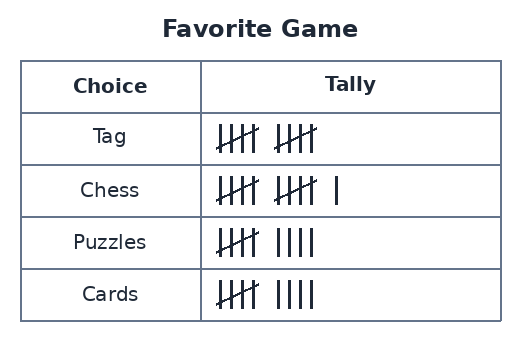 Favorite Game
Choice Tally
Tag
Chess
Puzzles
Cards